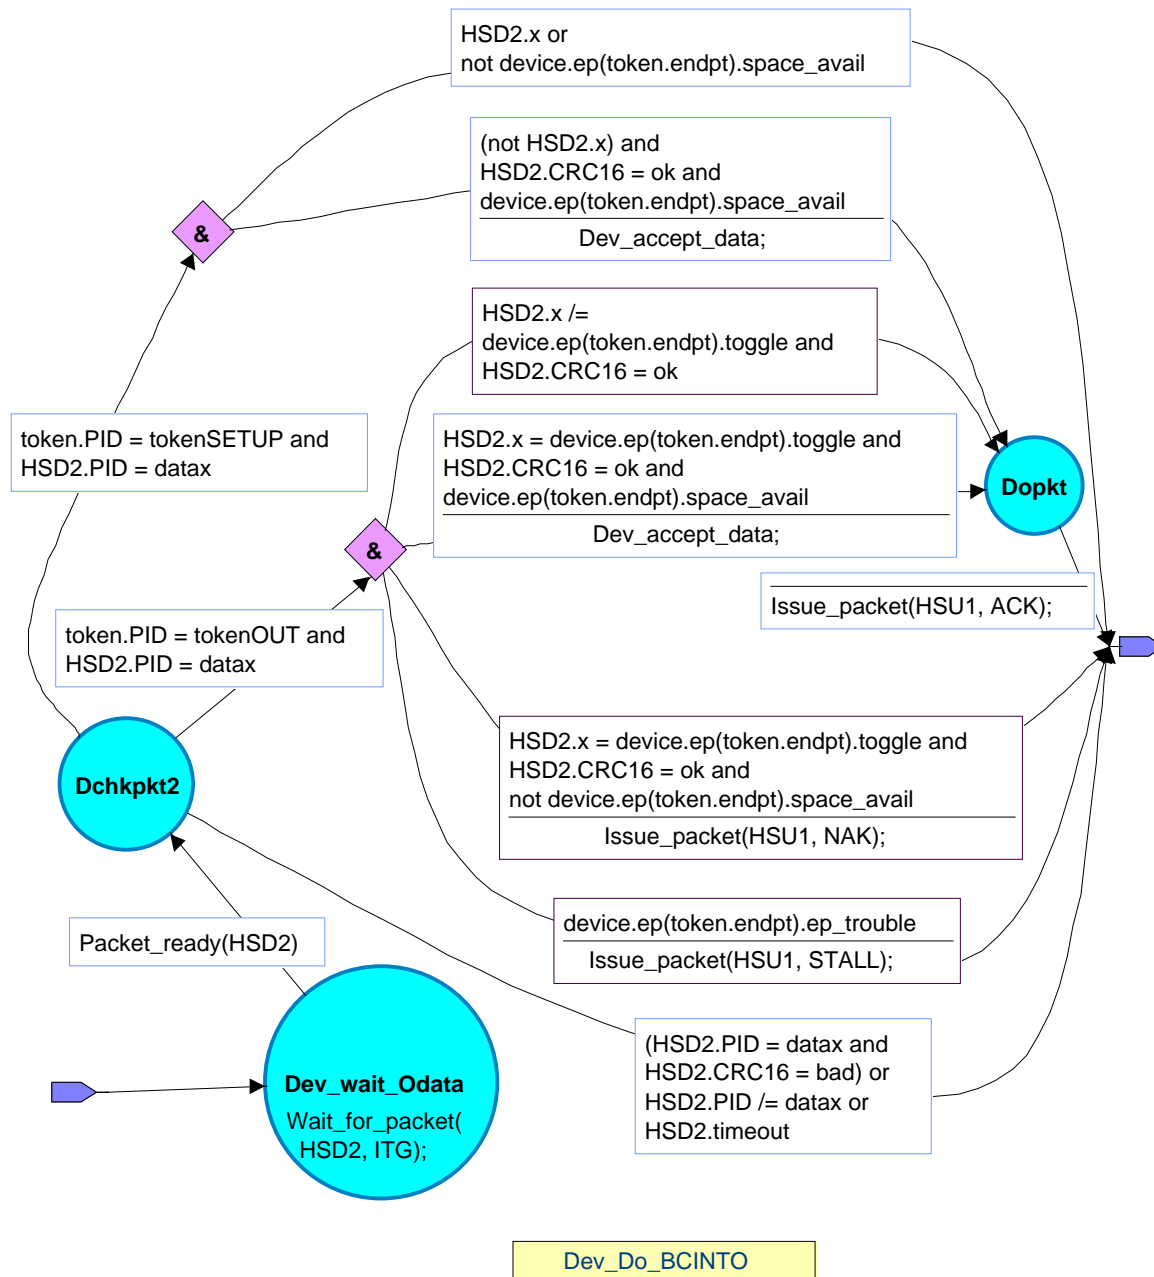 HSD2.x or
not device.ep(token.endpt).space_avail
(not HSD2.x) and
HSD2.CRC16 = ok and
device.ep(token.endpt).space_avail
Dev_accept_data;
&
HSD2.x /=
device.ep(token.endpt).toggle and
HSD2.CRC16 = ok
token.PID = tokenSETUP and
HSD2.PID = datax
HSD2.x = device.ep(token.endpt).toggle and
HSD2.CRC16 = ok and
device.ep(token.endpt).space_avail
Dev_accept_data;
Dopkt
&
Issue_packet(HSU1, ACK);
token.PID = tokenOUT and
HSD2.PID = datax
HSD2.x = device.ep(token.endpt).toggle and
HSD2.CRC16 = ok and
not device.ep(token.endpt).space_avail
Issue_packet(HSU1, NAK);
Dchkpkt2
device.ep(token.endpt).ep_trouble
Issue_packet(HSU1, STALL);
Packet_ready(HSD2)
(HSD2.PID = datax and
HSD2.CRC16 = bad) or
HSD2.PID /= datax or
HSD2.timeout
Dev_wait_Odata
Wait_for_packet(
HSD2, ITG);
Dev_Do_BCINTO